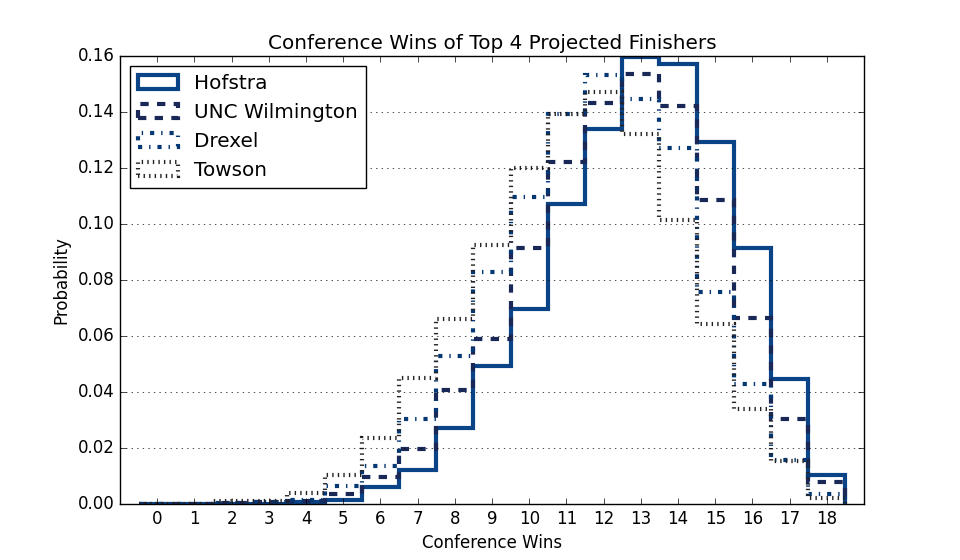 Conference Wins of Top 4 Projected Finishers
0.16
0.14
0.12
0.10
0.08
0.06
0.04
0.02
0.00
Probability
Hofstra
UNC Wilmington
Drexel
Towson
0 1 2 3 4 5 6 7 8 9 10 11 12 13 14 15 16 17 18
Conference Wins